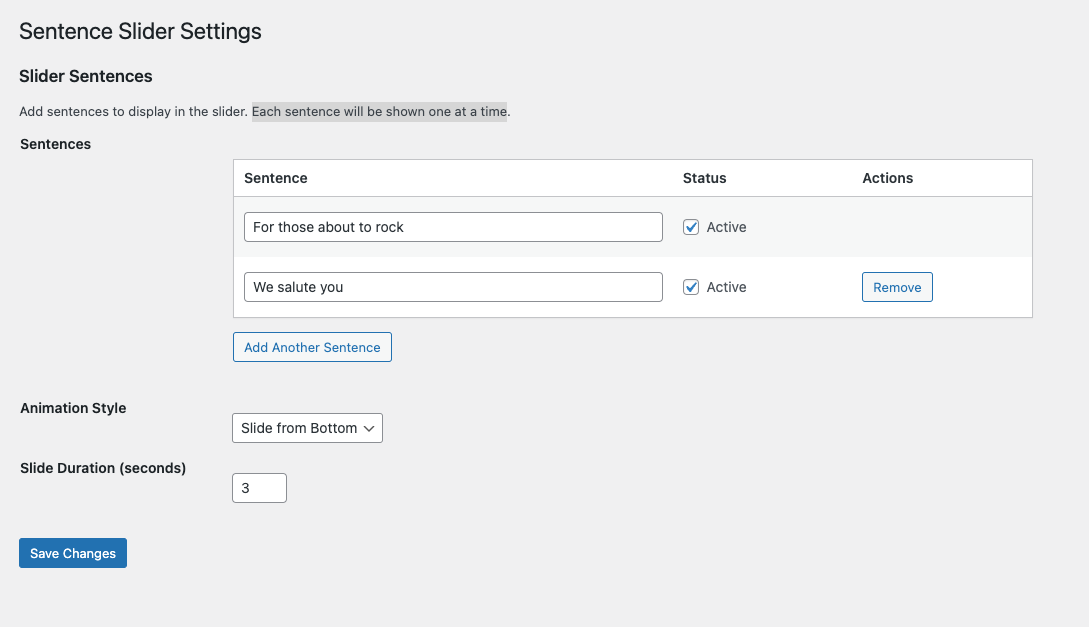 Sentence Slider Settings
Slider Sentences
Add sentences to display in the slider. Each sentence will be shown one at a time.
Sentences
Sentence Status Actions
For those about to rock Active
We salute you Active Remove
Add Another Sentence
Animation Style
Slide from Bottom
Slide Duration (seconds)
3
Save Changes